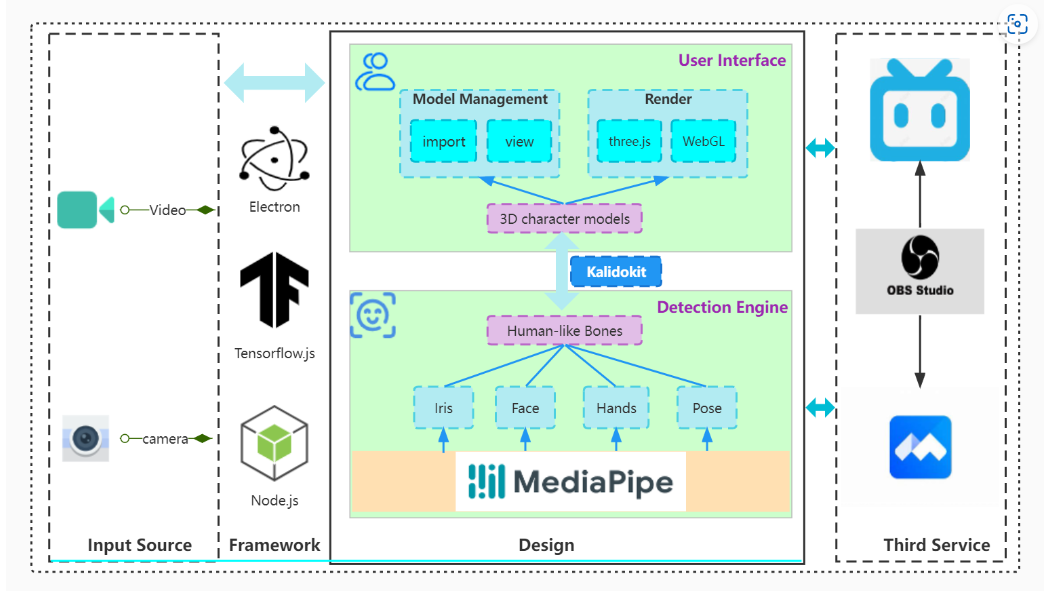 User Interface
Model Management
Render
import
view
three.js
WebGL
3D character models
Kalidokit
Detection Engine
Human-like Bones
Iris
Face
Hands
Pose
MediaPipe
Video
camera
Electron
Tensorflow.js
Node.js
OBS Studio
Input Source
Framework
Design
Third Service